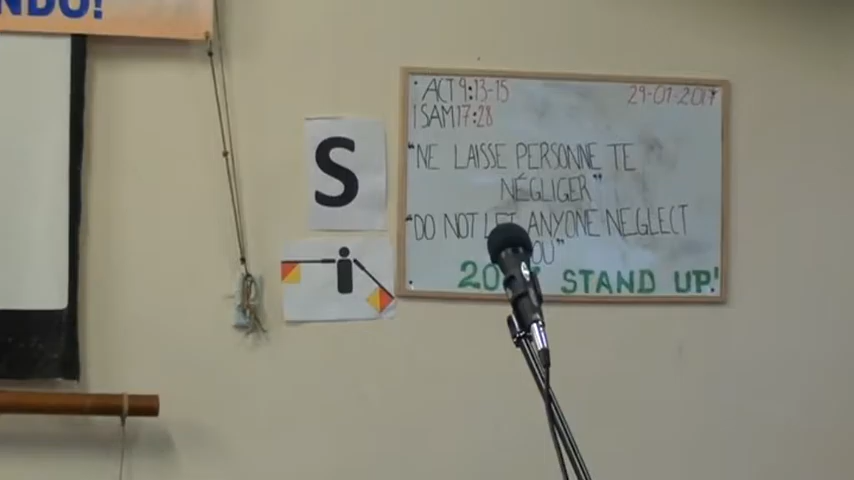 NDO!
S
• ACT 9:13-15 29-01-2017
1 SAM 17:28
"NE LAISSE PERSONNE TE
NÉGLIGER"
"DO NOT LET ANYONE NEGLECT
YOU"
STAND UP!